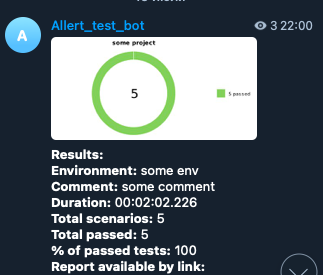 A
Allert_test_bot
3 22:00
some project
5
5 passed
Results:
Environment: some env
Comment: some comment
Duration: 00:02:02.226
Total scenarios: 5
Total passed: 5
% of passed tests: 100
Report available by link: